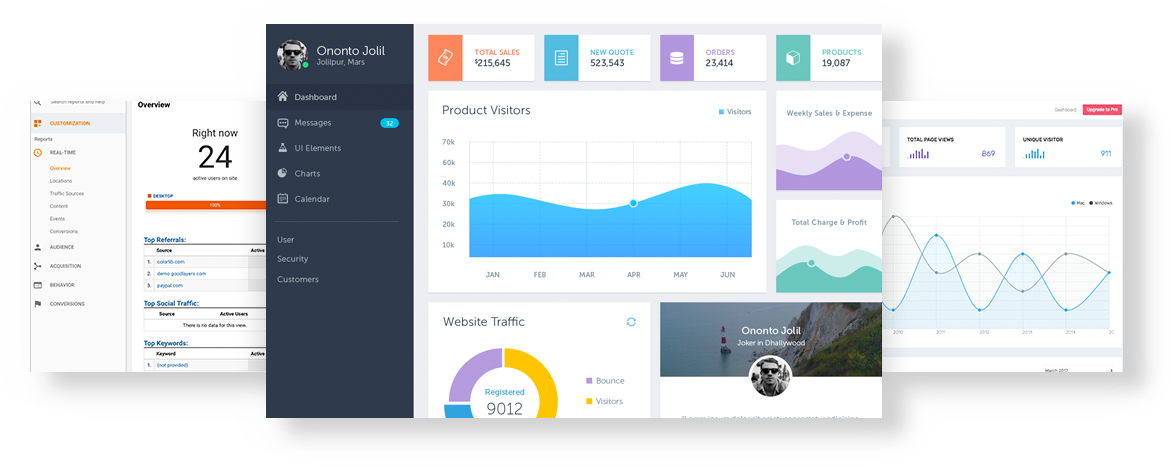 Search reports and help
CUSTOMIZATION
Reports
REAL-TIME
Overview
Locations
Traffic Sources
Content
Events
Conversions
AUDIENCE
ACQUISITION
BEHAVIOR
CONVERSIONS
Overview
Right now
24
active users on site
DESKTOP
100%
Top Referrals:
Source Active
1. colorlib.com
2. demo.goodlayers.com
3. paypal.com
Top Social Traffic:
Source Active Users
There is no data for this view.
Top Keywords:
Keyword Active
1. (not provided)
Ononto Jolil
Jolilpur, Mars
Dashboard
Messages 32
UI Elements
Charts
Calendar
User
Security
Customers
TOTAL SALES
$215,645
NEW QUOTE
523,543
ORDERS
23,414
PRODUCTS
19,087
Product Visitors
Visitors
70k
60k
50k
40k
30k
20k
10k
JAN FEB MAR APR MAY JUN
Weekly Sales & Expense
Total Charge & Profit
Website Traffic
Registered
9012
Bounce
Visitors
Ononto Jolil
Joker in Dhallywood
Dashboard
Upgrade to Pro
TOTAL PAGE VIEWS
869
UNIQUE VISITOR
911
Mac Windows
2010 2011 2012 2013 2014
March 2017